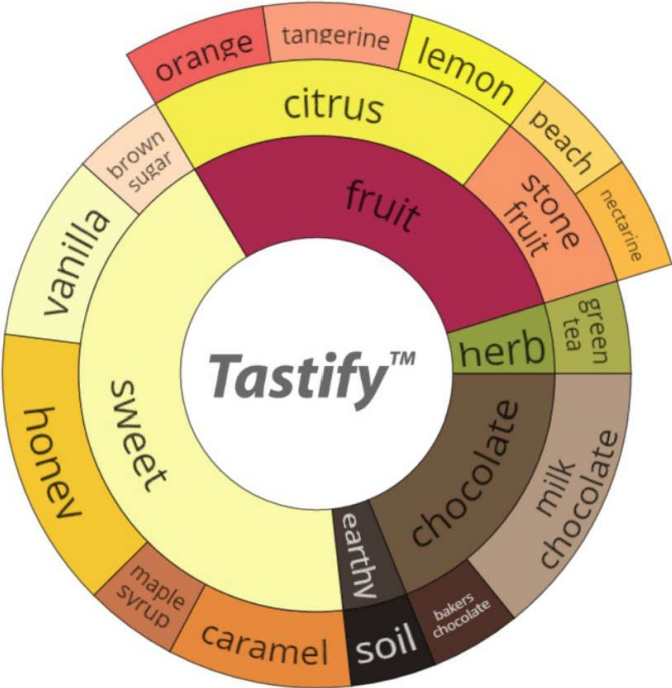 orange
tangerine
lemon
citrus
peach
brown
sugar
fruit
stone
fruit
nectarine
vanilla
green
tea
herb
Tastify™
sweet
honey
chocolate
milk
chocolate
earthy
maple
syrup
bakers
chocolate
caramel
soil